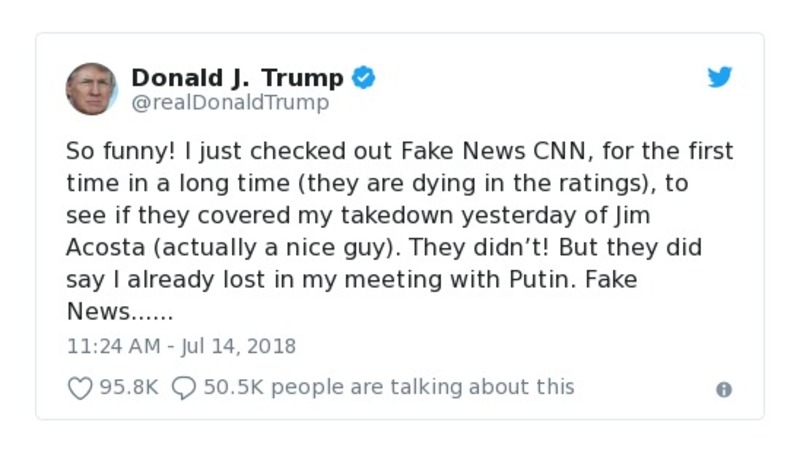 Donald J. Trump
@realDonaldTrump
So funny! I just checked out Fake News CNN, for the first
time in a long time (they are dying in the ratings), to
see if they covered my takedown yesterday of Jim
Acosta (actually a nice guy). They didn’t! But they did
say I already lost in my meeting with Putin. Fake
News......
11:24 AM - Jul 14, 2018
95.8K 50.5K people are talking about this